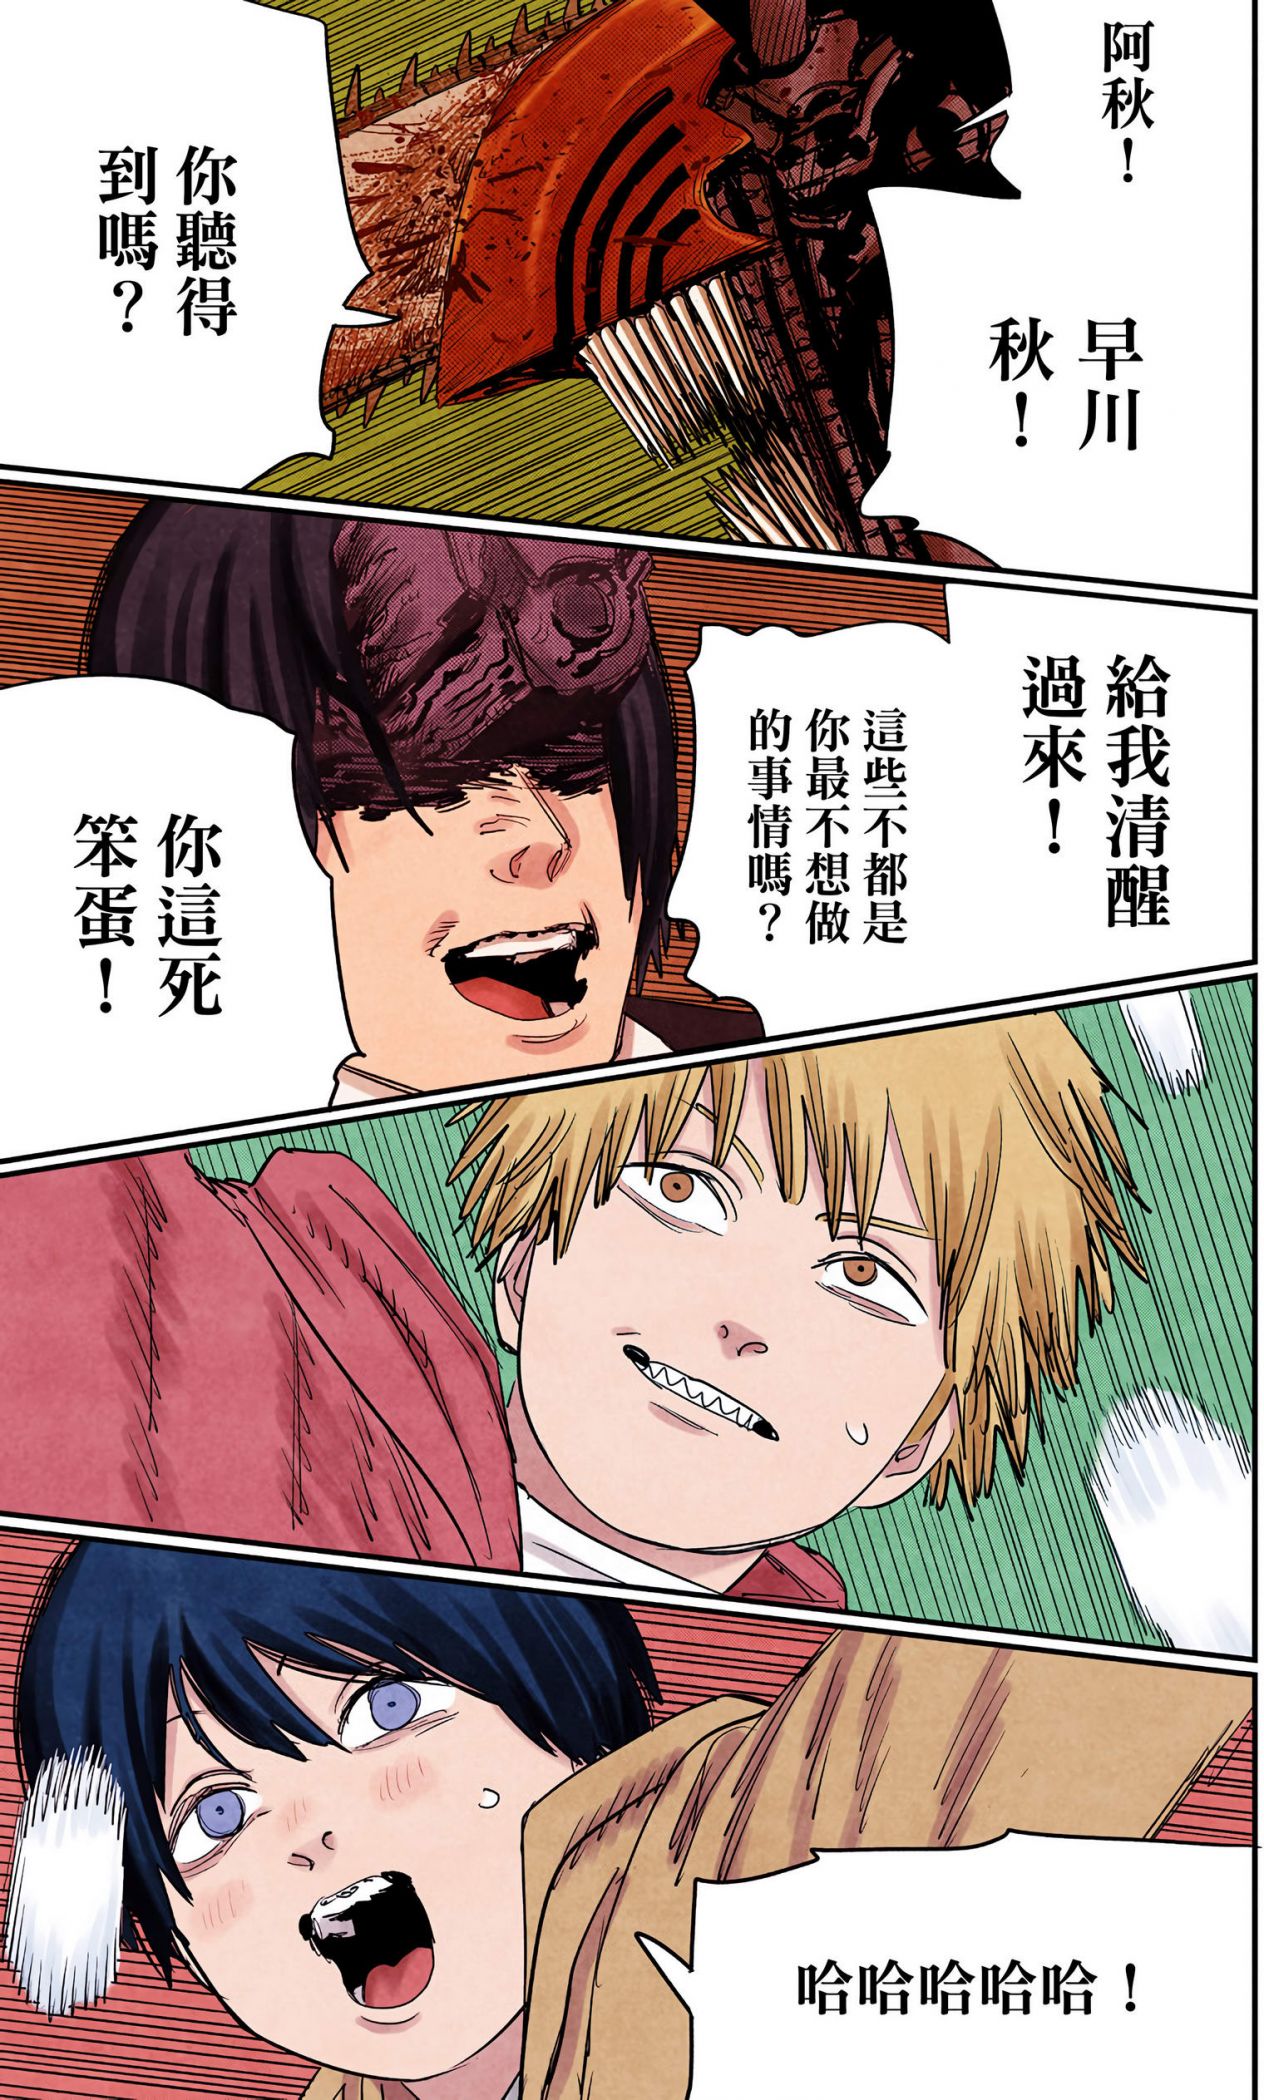 阿秋！
早川
秋！
你聽得
到嗎？
給我清醒
過來！
這些不都是
你最不想做
的事情嗎？
你這死
笨蛋！
哈哈哈哈哈！